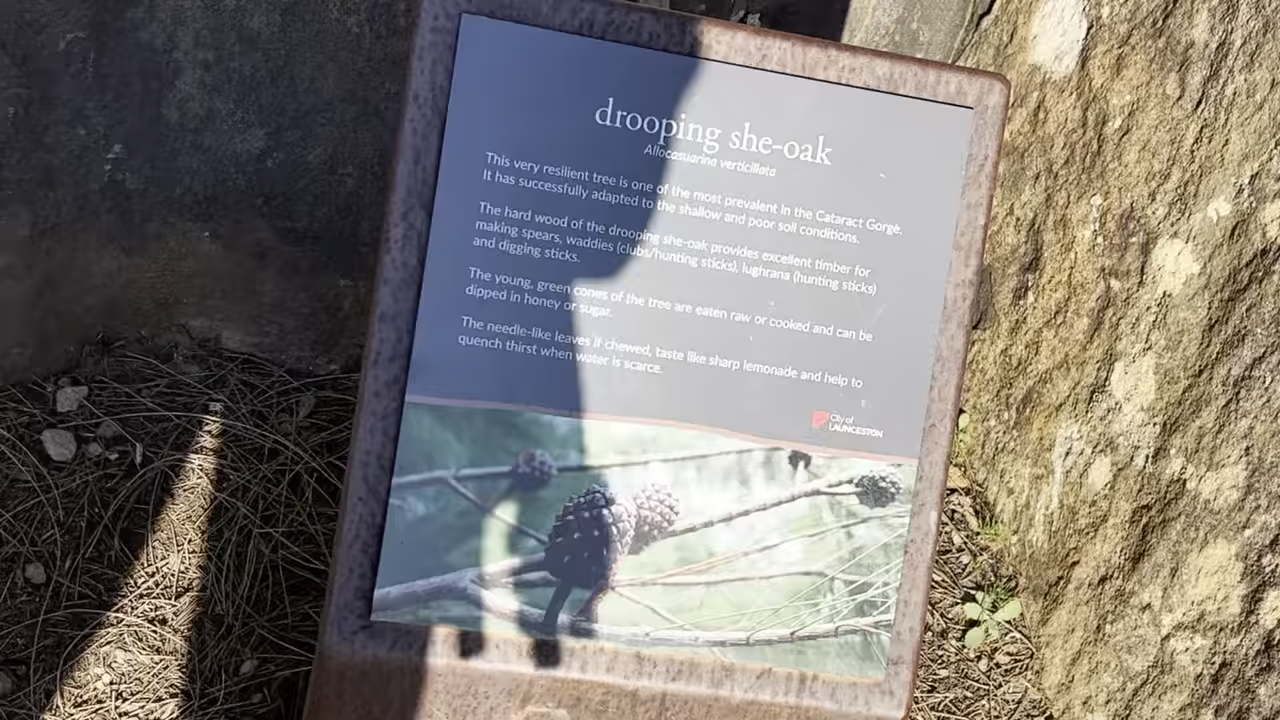 drooping she-oak
Allocasuarina verticillata
This very resilient tree is one of the most prevalent in the Cataract Gorge.
It has successfully adapted to the shallow and poor soil conditions.
The hard wood of the drooping she-oak provides excellent timber for
making spears, waddies (clubs/hunting sticks), lughrana (hunting sticks)
and digging sticks.
The young, green cones of the tree are eaten raw or cooked and can be
dipped in honey or sugar.
The needle-like leaves if chewed, taste like sharp lemonade and help to
quench thirst when water is scarce.
City of
LAUNCESTON